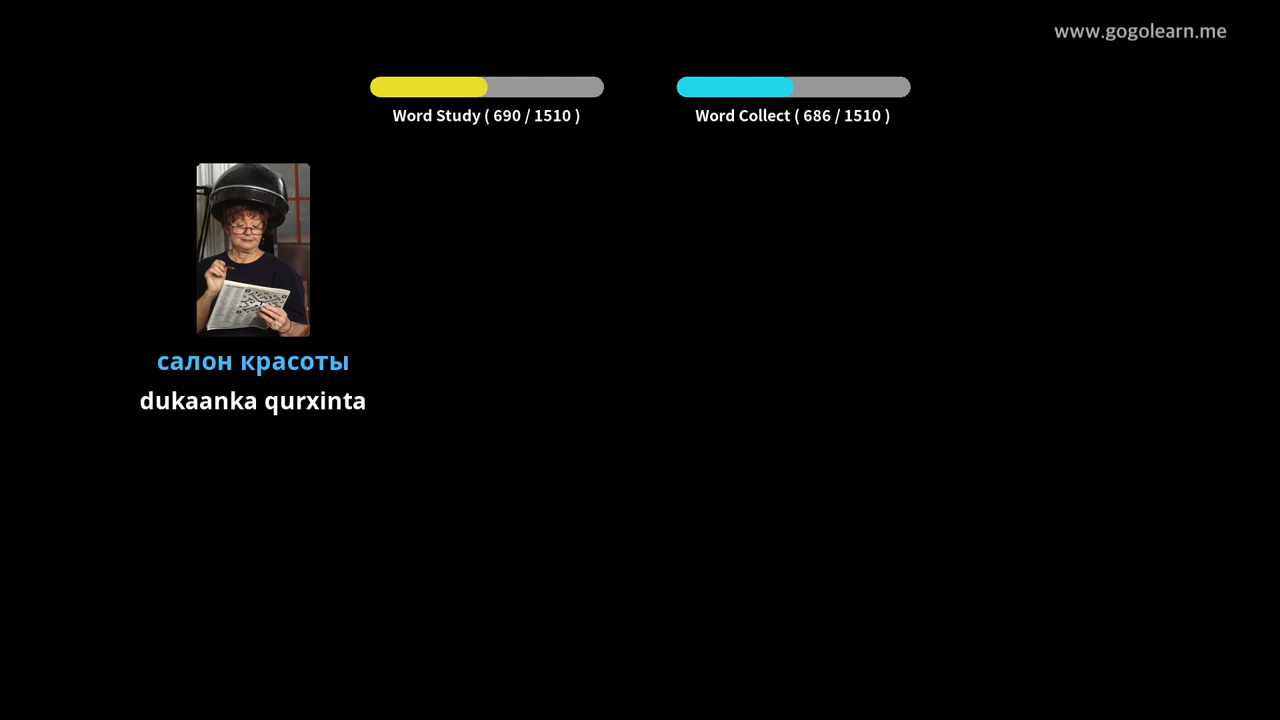 www.gogolearn.me
Word Study ( 690 / 1510 )
Word Collect ( 686 / 1510 )
салон красоты
dukaanka qurxinta